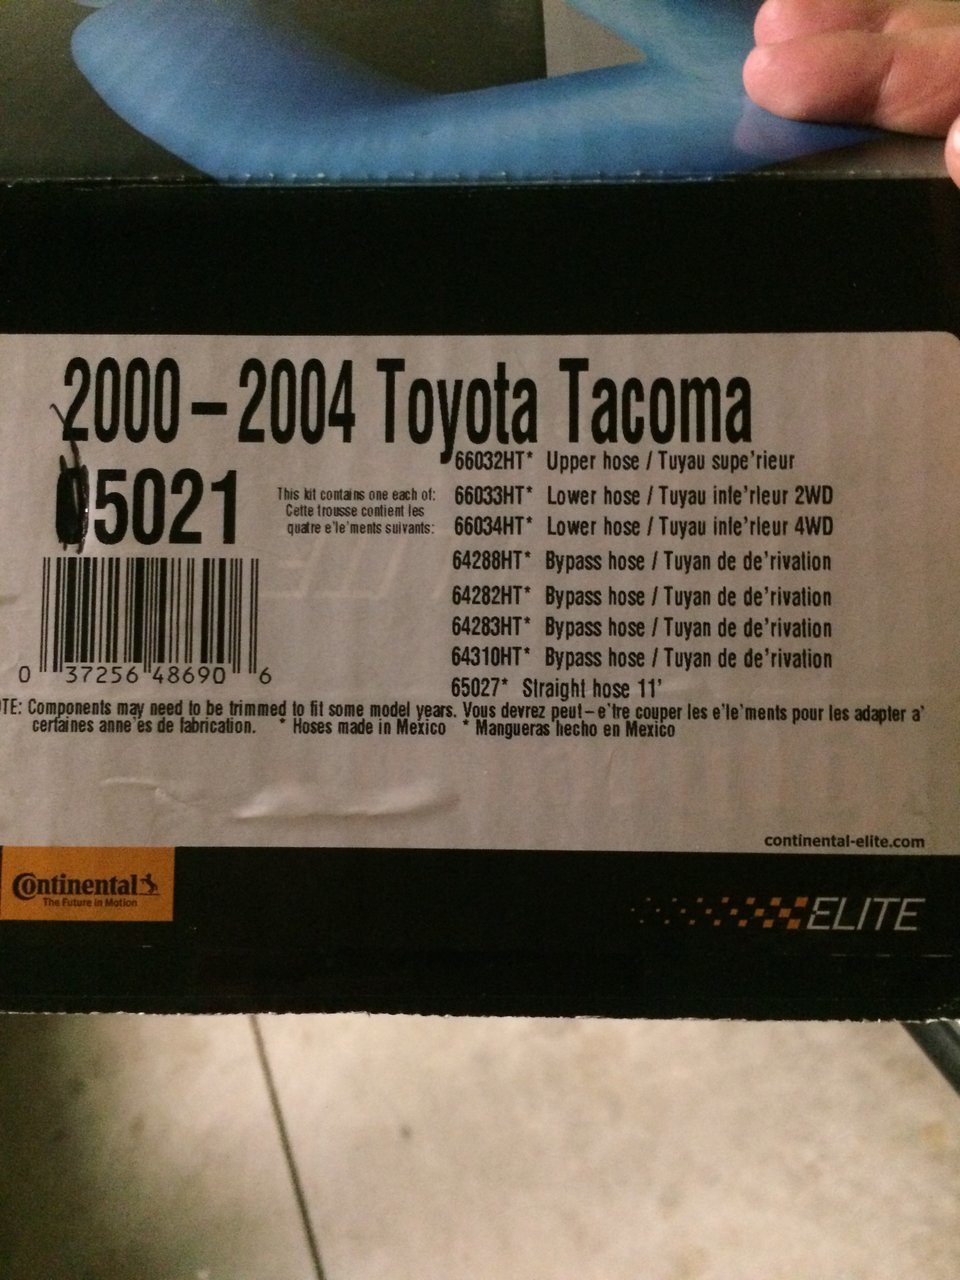 2000-2004 Toyota Tacoma
05021
This kit contains one each of:
Cette trousse contient les
quatre e'le'ments suivants:
66032HT* Upper hose / Tuyau supe'rieur
66033HT* Lower hose / Tuyau infe'rieur 2WD
66034HT* Lower hose / Tuyau infe'rieur 4WD
64288HT* Bypass hose / Tuyan de de'rivation
64282HT* Bypass hose / Tuyan de de'rivation
64283HT* Bypass hose / Tuyan de de'rivation
64310HT* Bypass hose / Tuyan de de'rivation
65027* Straight hose 11'
0 37256 48690 6
TE: Components may need to be trimmed to fit some model years. Vous devrez peut-e'tre couper les e'le'ments pour les adapter a'
certaines anne'es de fabrication. * Hoses made in Mexico * Mangueras hecho en Mexico
continental-elite.com
Continental
The Future in Motion
ELITE